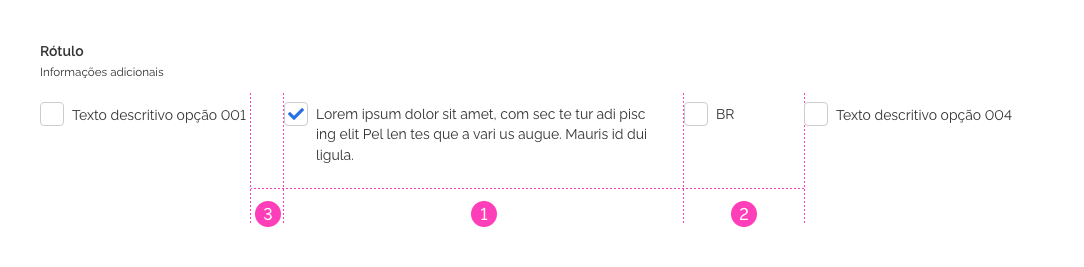 Rótulo
Informações adicionais
Texto descritivo opção 001
Lorem ipsum dolor sit amet, com sec te tur adi pisc
ing elit Pel len tes que a vari us augue. Mauris id dui
ligula.
BR
Texto descritivo opção 004
3
1
2